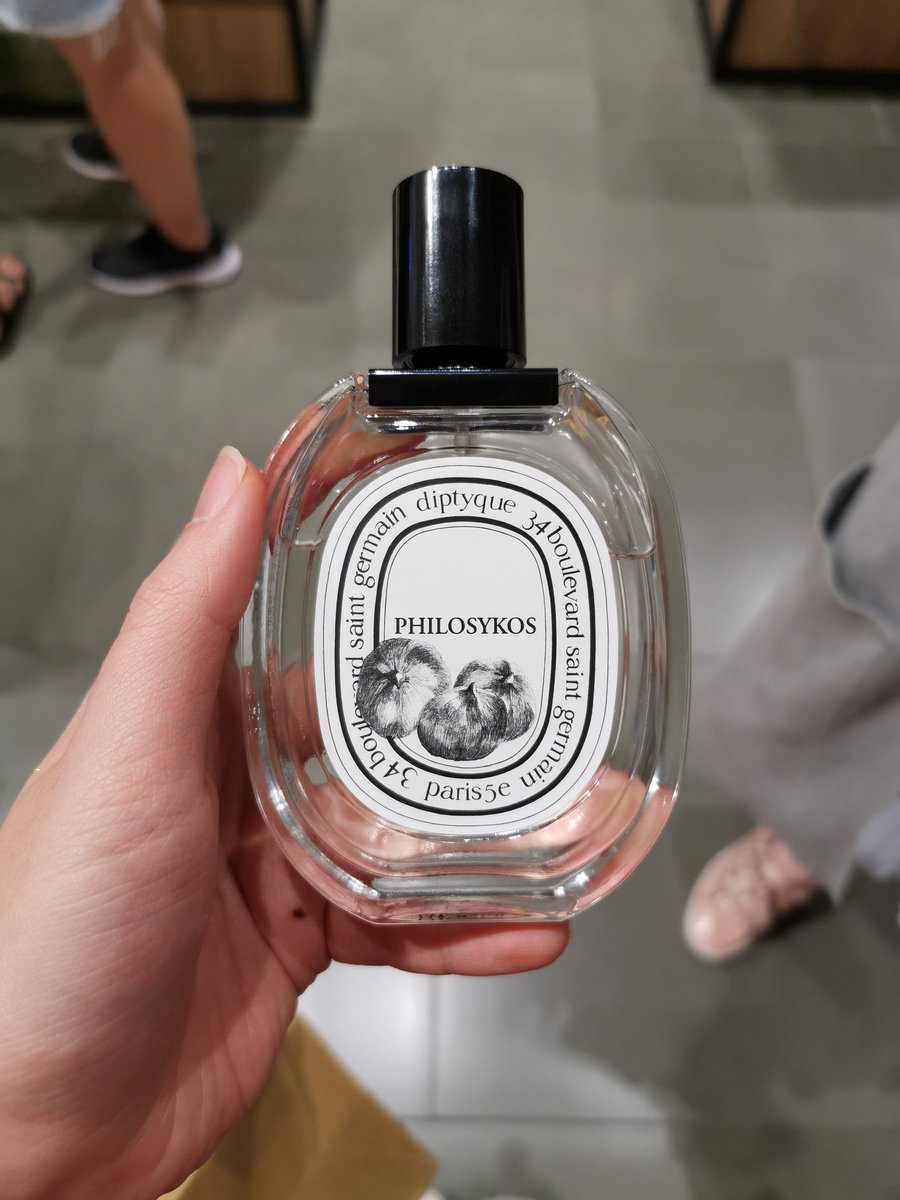 diptyque 34 boulevard saint germain
paris 5e
34 boulevard saint germain
PHILOSYKOS